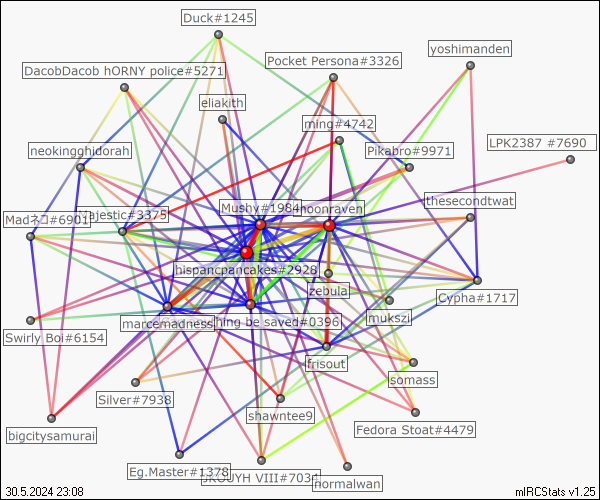 Duck#1245
yoshimanden
Pocket Persona#3326
DacobDacob hORNY police#5271
eliakith
ming#4742
LPK2387 #7690
neokingghidorah
Pikabro#9971
thesecondtwat
Mushy#1984
noonraven
Madネコ#6901
ajestic#3375
hispancpancakes#2928
zebula
Cypha#1717
mukszi
marcemadness
hing be saved#0396
Swirly Boi#6154
frisout
somass
Silver#7938
shawntee9
Fedora Stoat#4479
bigcitysamurai
Eg.Master#1378
JROUYH VIII#7034
normalwan
30.5.2024 23:08
mIRCStats v1.25